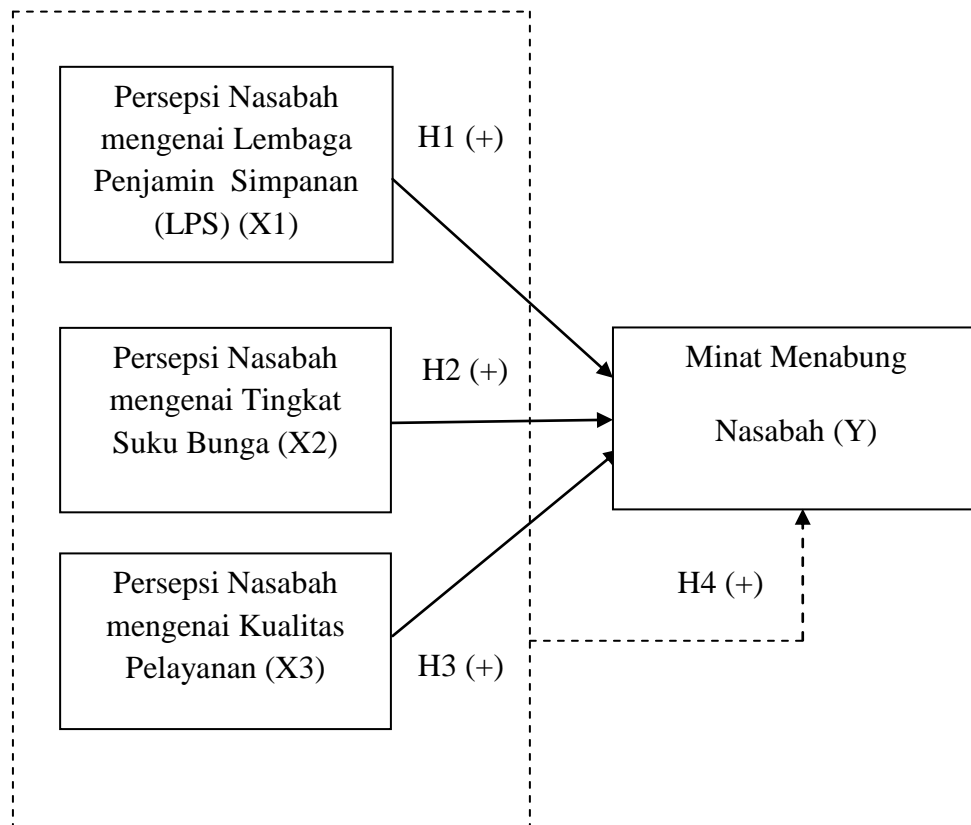 Persepsi Nasabah
mengenai Lembaga
Penjamin  Simpanan
(LPS) (X1)
H1 (+)
Persepsi Nasabah
mengenai Tingkat
Suku Bunga (X2)
H2 (+)
Minat Menabung
Nasabah (Y)
Persepsi Nasabah
mengenai Kualitas
Pelayanan (X3)
H3 (+)
H4 (+)